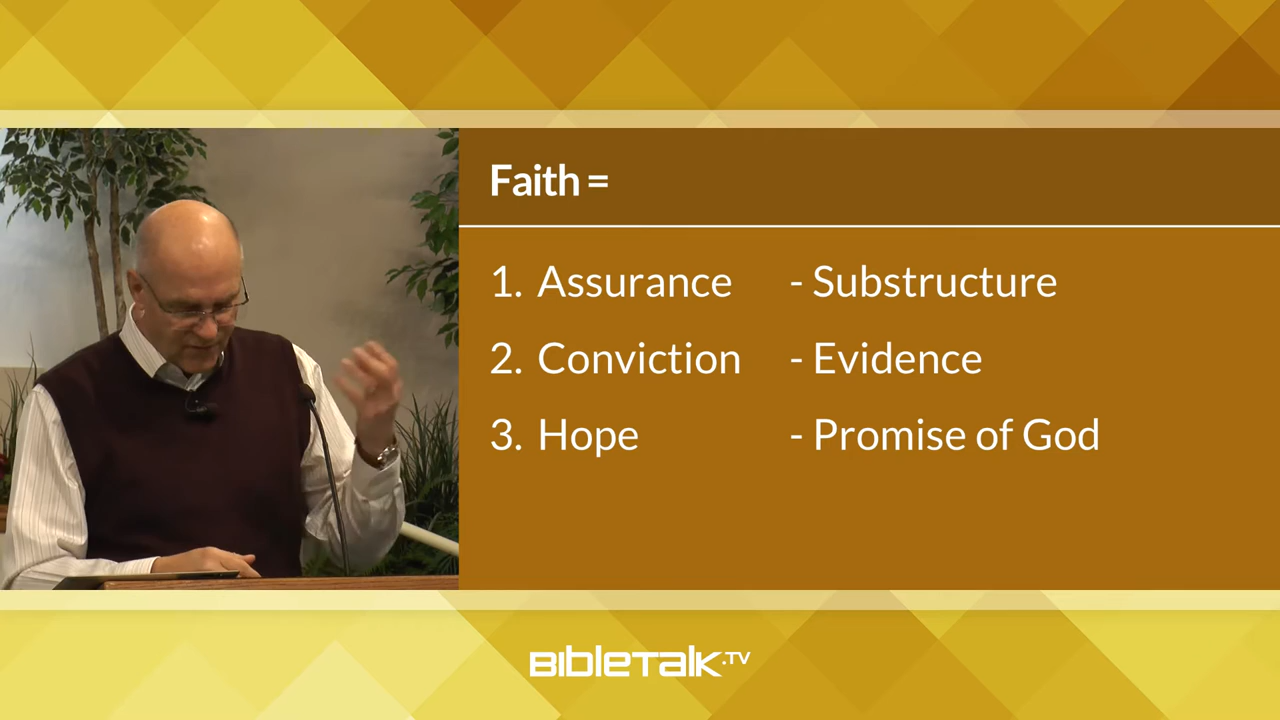 Faith =
1. Assurance - Substructure
2. Conviction - Evidence
3. Hope - Promise of God
BIBLETALK.TV